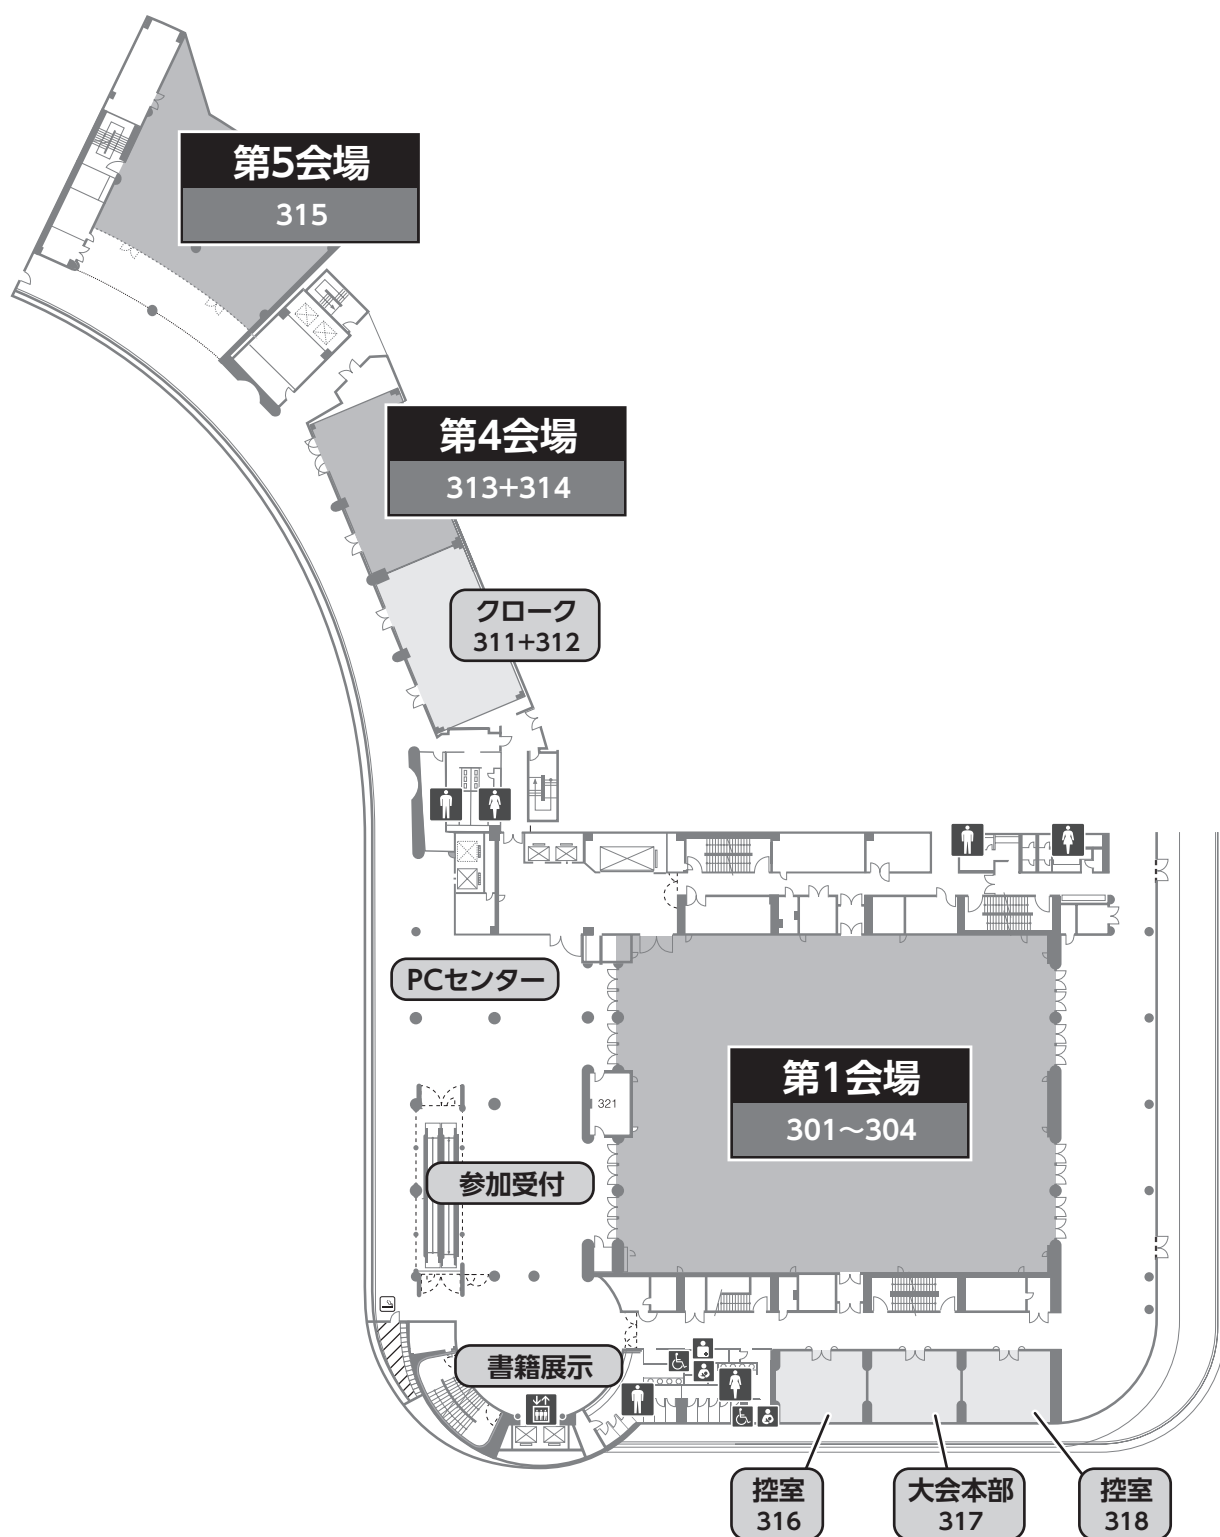 第5会場
315
第4会場
313+314
クローク
311+312
PCセンター
第1会場
301～304
321
参加受付
書籍展示
控室
316
大会本部
317
控室
318